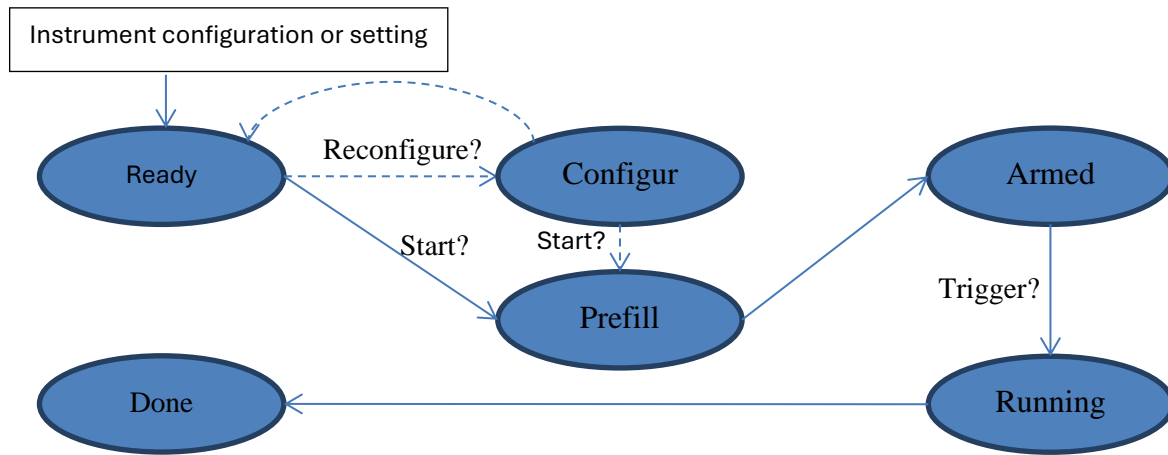 Instrument configuration or setting
Reconfigure?
Ready
Configur
Armed
Start?
Start?
Trigger?
Prefill
Done
Running